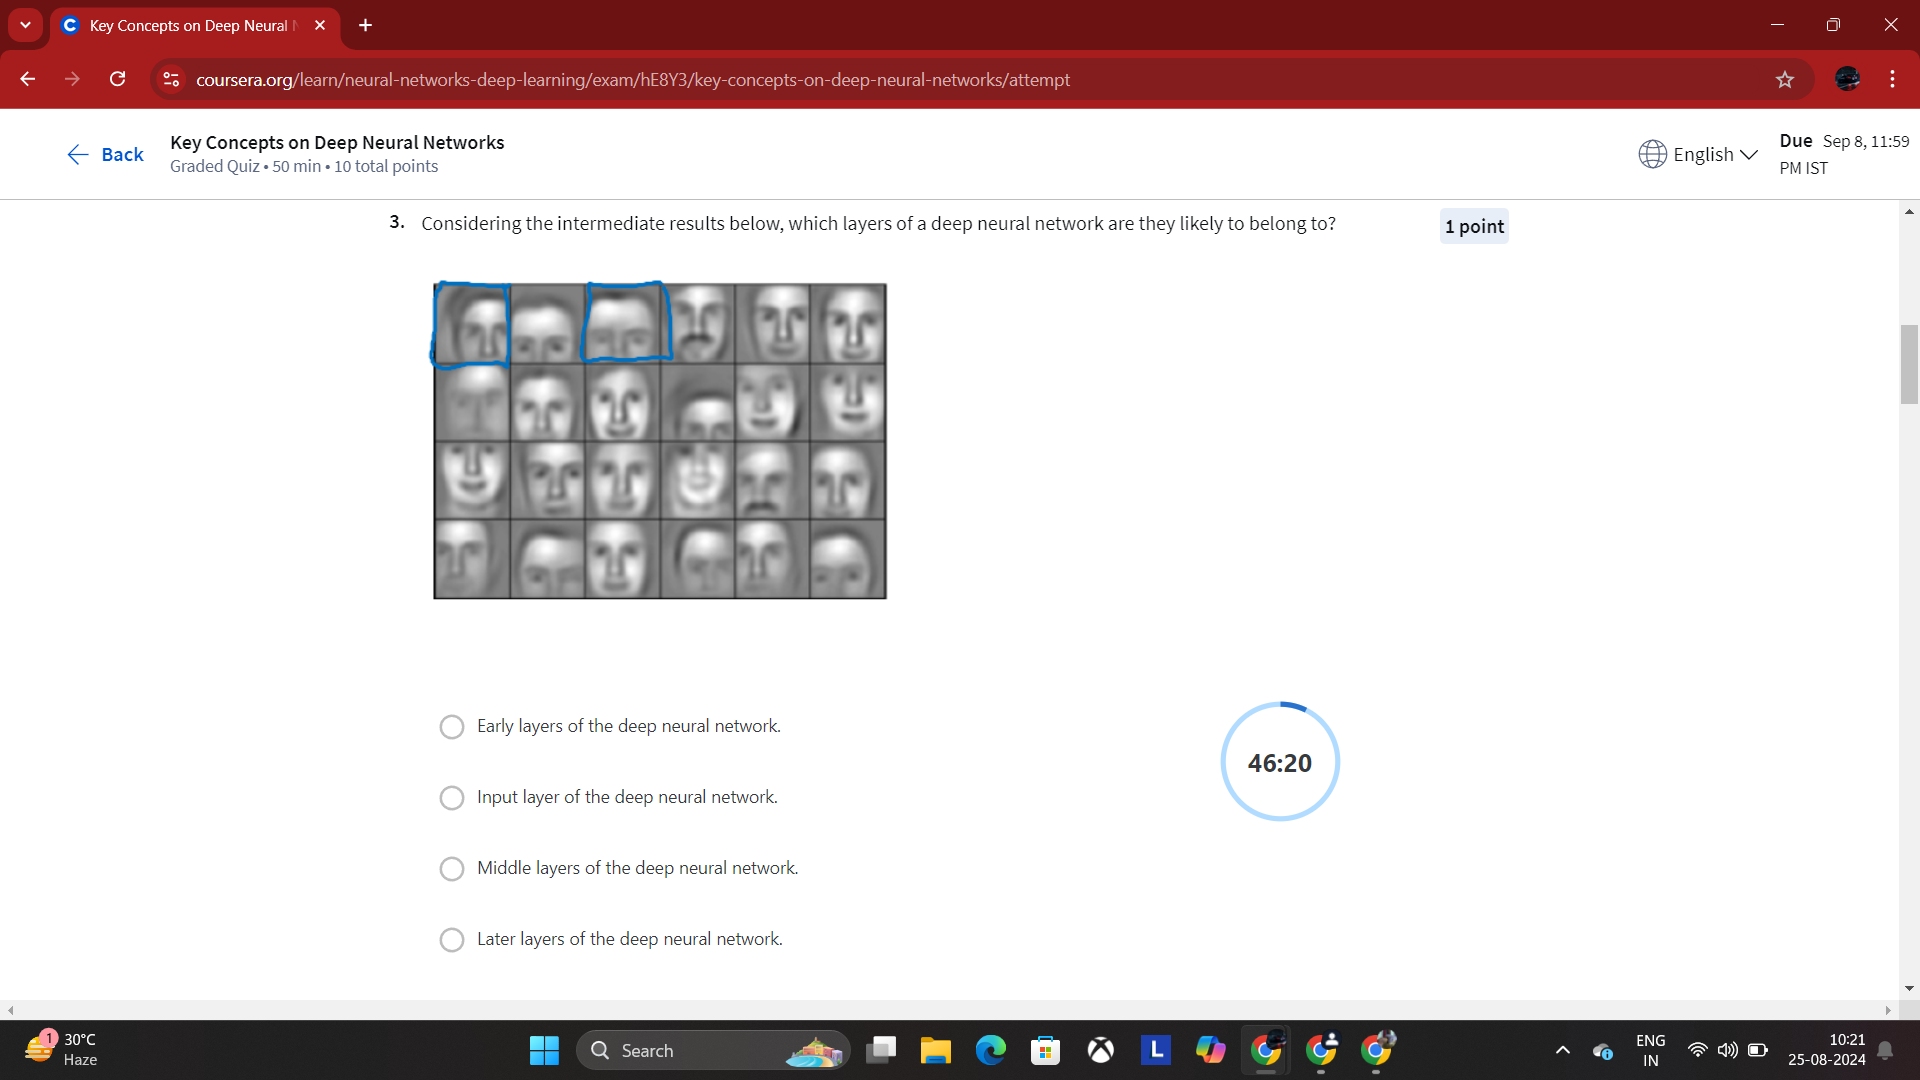 Key Concepts on Deep Neural N
coursera.org/learn/neural-networks-deep-learning/exam/hE8Y3/key-concepts-on-deep-neural-networks/attempt
Back
Key Concepts on Deep Neural Networks
Graded Quiz • 50 min • 10 total points
English
Due Sep 8, 11:59
PM IST
3. Considering the intermediate results below, which layers of a deep neural network are they likely to belong to?
1 point
Early layers of the deep neural network.
Input layer of the deep neural network.
Middle layers of the deep neural network.
Later layers of the deep neural network.
46:20
1
30°C
Haze
Search
L
ENG
IN
10:21
25-08-2024